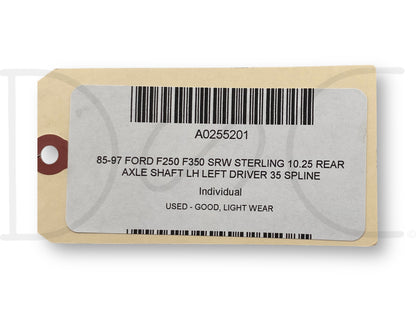 A0255201
85-97 FORD F250 F350 SRW STERLING 10.25 REAR
AXLE SHAFT LH LEFT DRIVER 35 SPLINE
Individual
USED - GOOD, LIGHT WEAR